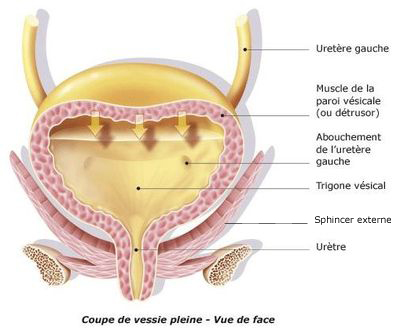 Uretère gauche
Muscle de la
paroi vésicale
(ou détrusor)
Abouchement
de l'uretère
gauche
Trigone vésical
Sphincer externe
Urètre
Coupe de vessie pleine - Vue de face